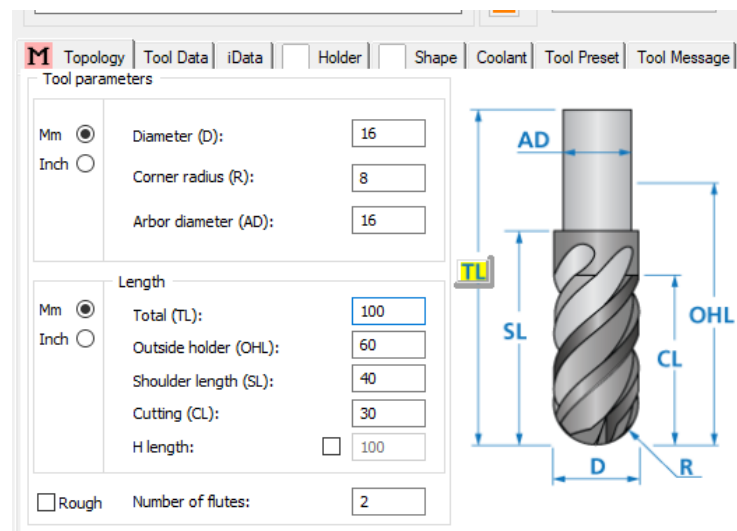 M Topology Tool Data iData Holder Shape Coolant Tool Preset Tool Message
Tool parameters
Mm
Inch
Diameter (D): 16
Corner radius (R): 8
Arbor diameter (AD): 16
Length
Mm
Inch
Total (TL): 100
Outside holder (OHL): 60
Shoulder length (SL): 40
Cutting (CL): 30
H length: 100
Rough Number of flutes: 2
AD
TL
OHL
SL
CL
D
R